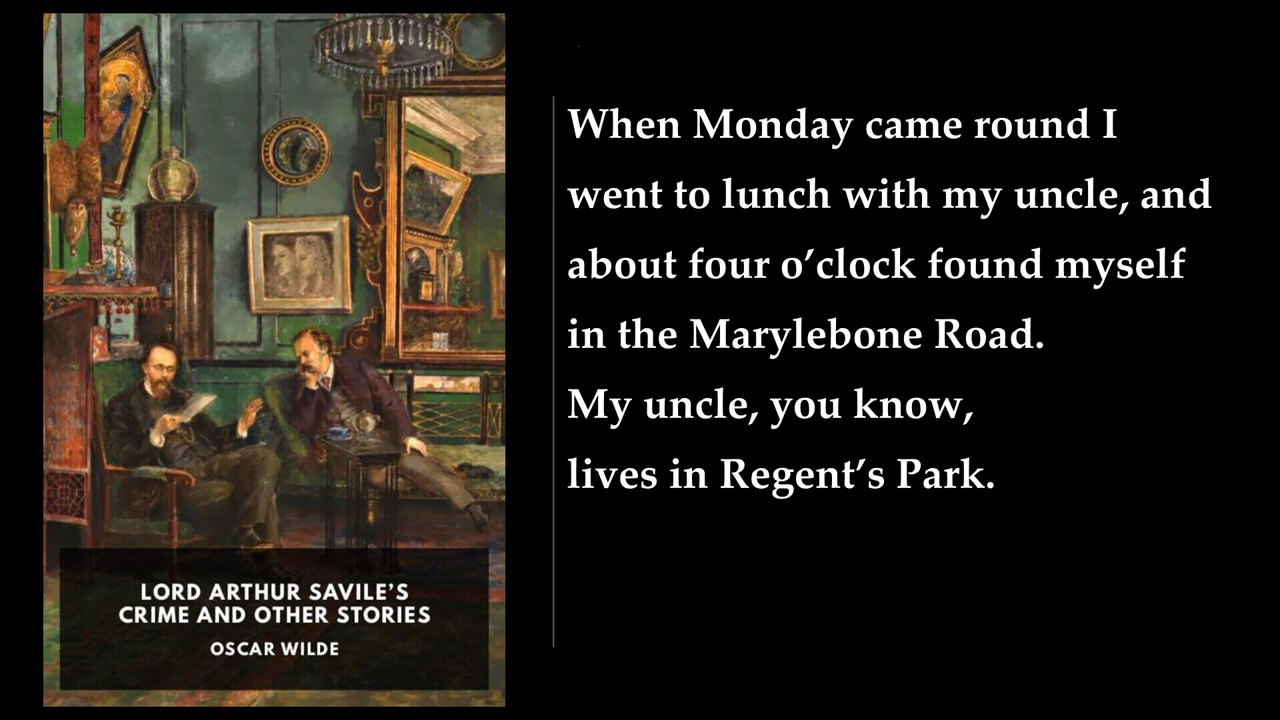 LORD ARTHUR SAVILE’S
CRIME AND OTHER STORIES
OSCAR WILDE
When Monday came round I
went to lunch with my uncle, and
about four o’clock found myself
in the Marylebone Road.
My uncle, you know,
lives in Regent’s Park.